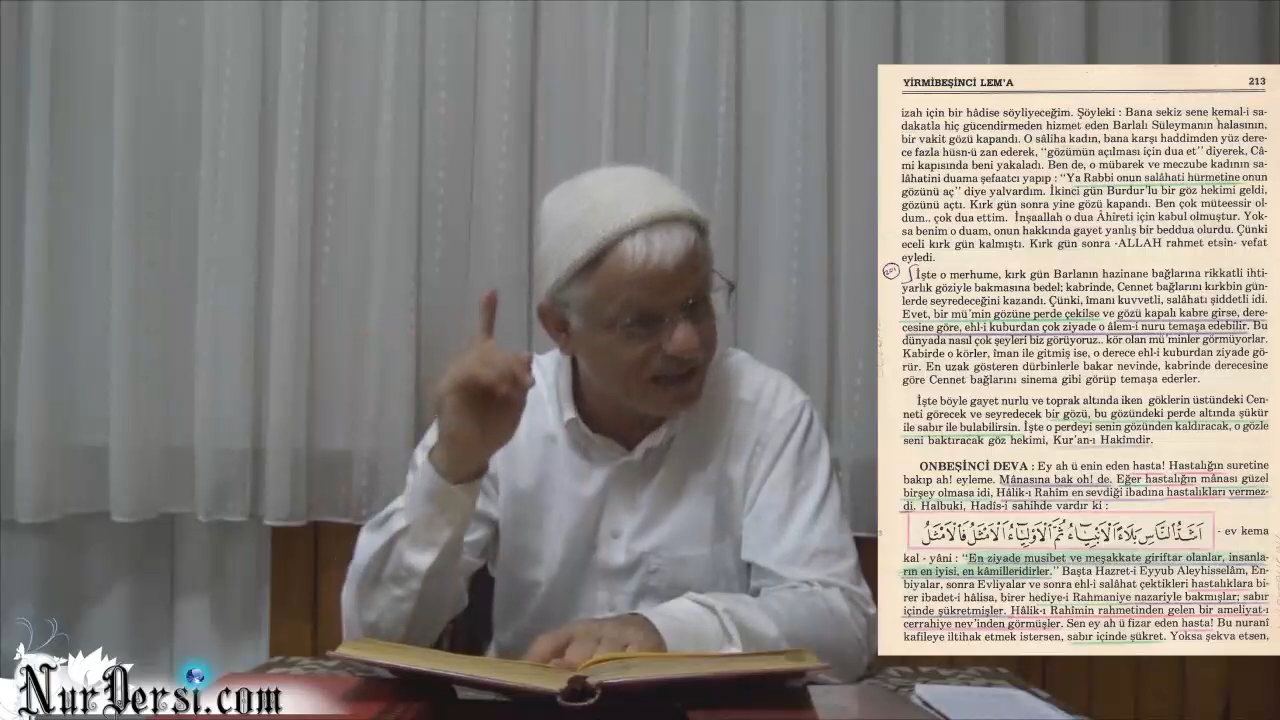 YİRMİBEŞİNCİ LEM'A 213
izah için bir hâdise söyliyeceğim. Şöyleki : Bana sekiz sene kemal-i sa-
dakatla hiç gücendirmeden hizmet eden Barlalı Süleymanın halasının,
bir vakit gözü kapandı. O sâliha kadın, bana karşı haddimden yüz dere-
ce fazla hüsn-ü zan ederek, "gözümün açılması için dua et" diyerek, Câ-
mi kapısında beni yakaladı. Ben de, o mübarek ve meczube kadının sa-
lâhatini duama şefaatcı yapıp : "Ya Rabbi onun salâhati hürmetine onun
gözünü aç" diye yalvardım. İkinci gün Burdur'lu bir göz hekimi geldi,
gözünü açtı. Kırk gün sonra yine gözü kapandı. Ben çok müteessir ol-
dum.. çok dua ettim. İnşaallah o dua Âhireti için kabul olmuştur. Yok-
sa benim o duam, onun hakkında gayet yanlış bir beddua olurdu. Çünki
eceli kırk gün kalmıştı. Kırk gün sonra -ALLAH rahmet etsin- vefat
eyledi.
201 İşte o merhume, kırk gün Barlanın hazinane bağlarına rikkatli ihti-
yarlık göziyle bakmasına bedel; kabrinde, Cennet bağlarını kırkbin gün-
lerde seyredeceğini kazandı. Çünki, îmanı kuvvetli, salâhatı şiddetli idi.
Evet, bir mü'min gözüne perde çekilse ve gözü kapalı kabre girse, dere-
cesine göre, ehl-i kuburdan çok ziyade o âlem-i nuru temaşa edebilir. Bu
dünyada nasıl çok şeyleri biz görüyoruz.. kör olan mü'minler görmüyorlar.
Kabirde o körler, îman ile gitmiş ise, o derece ehl-i kuburdan ziyade gö-
rür. En uzak gösteren dürbinlerle bakar nevinde, kabrinde derecesine
göre Cennet bağlarını sinema gibi görüp temaşa ederler.
İşte böyle gayet nurlu ve toprak altında iken göklerin üstündeki Cen-
neti görecek ve seyredecek bir gözü, bu gözündeki perde altında şükür
ile sabır ile bulabilirsin. İşte o perdeyi senin gözünden kaldıracak, o gözle
seni baktıracak göz hekimi, Kur'an-ı Hakîmdir.
ONBEŞİNCİ DEVA : Ey ah ü enin eden hasta! Hastalığın suretine
bakıp ah! eyleme. Mânasına bak oh! de. Eğer hastalığın mânası güzel
birşey olmasa idi, Hâlik-ı Rahîm en sevdiği ibadına hastalıkları vermez-
di. Halbuki, Hadîs-i sahihde vardır ki :
اَشَدُّ النَّاسِ بَلَاءً اَلْاَنْبِيَاءُ ثُمَّ الْاَوْلِيَاءُ اَلْاَمْثَلُ فَالْاَمْثَلُ - ev kema
kal - yâni : "En ziyade musibet ve meşakkate giriftar olanlar, insanla-
rın en iyisi, en kâmilleridirler." Başta Hazret-i Eyyub Aleyhisselâm, En-
biyalar, sonra Evliyalar ve sonra ehl-i salâhat çektikleri hastalıklara bi-
rer ibadet-i hâlisa, birer hediye-i Rahmaniye nazariyle bakmışlar; sabır
içinde şükretmişler. Hâlik-ı Rahîmin rahmetinden gelen bir ameliyat-ı
cerrahiye nev'inden görmüşler. Sen ey ah ü fizar eden hasta! Bu nuranî
kafileye iltihak etmek istersen, sabır içinde şükret. Yoksa şekva etsen,
NurDersi.com